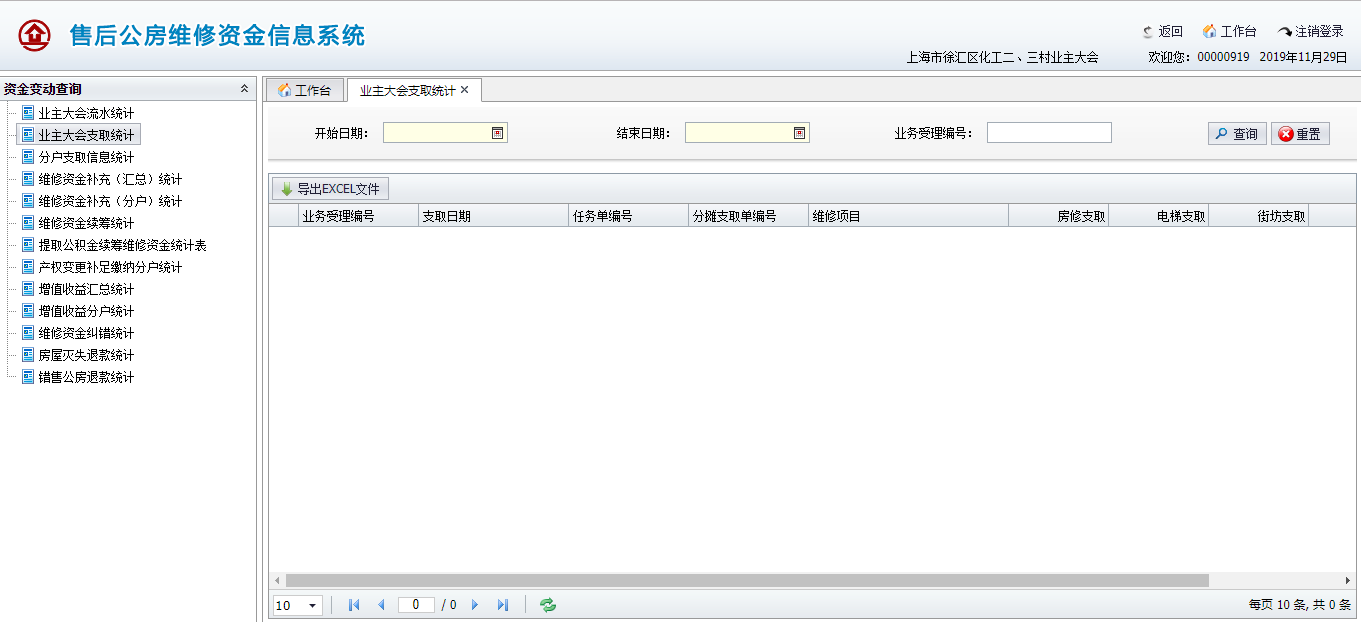 售后公房维修资金信息系统
返回 工作台 注销登录
上海市徐汇区化工二、三村业主大会 欢迎您：00000919 2019年11月29日
资金变动查询
业主大会流水统计
业主大会支取统计
分户支取信息统计
维修资金补充（汇总）统计
维修资金补充（分户）统计
维修资金续筹统计
提取公积金续筹维修资金统计表
产权变更补足缴纳分户统计
增值收益汇总统计
增值收益分户统计
维修资金纠错统计
房屋灭失退款统计
错售公房退款统计
工作台 业主大会支取统计
开始日期： 结束日期： 业务受理编号： 查询 重置
导出EXCEL文件
业务受理编号 支取日期 任务单编号 分摊支取单编号 维修项目 房修支取 电梯支取 街坊支取
10 0 / 0 每页 10 条, 共 0 条